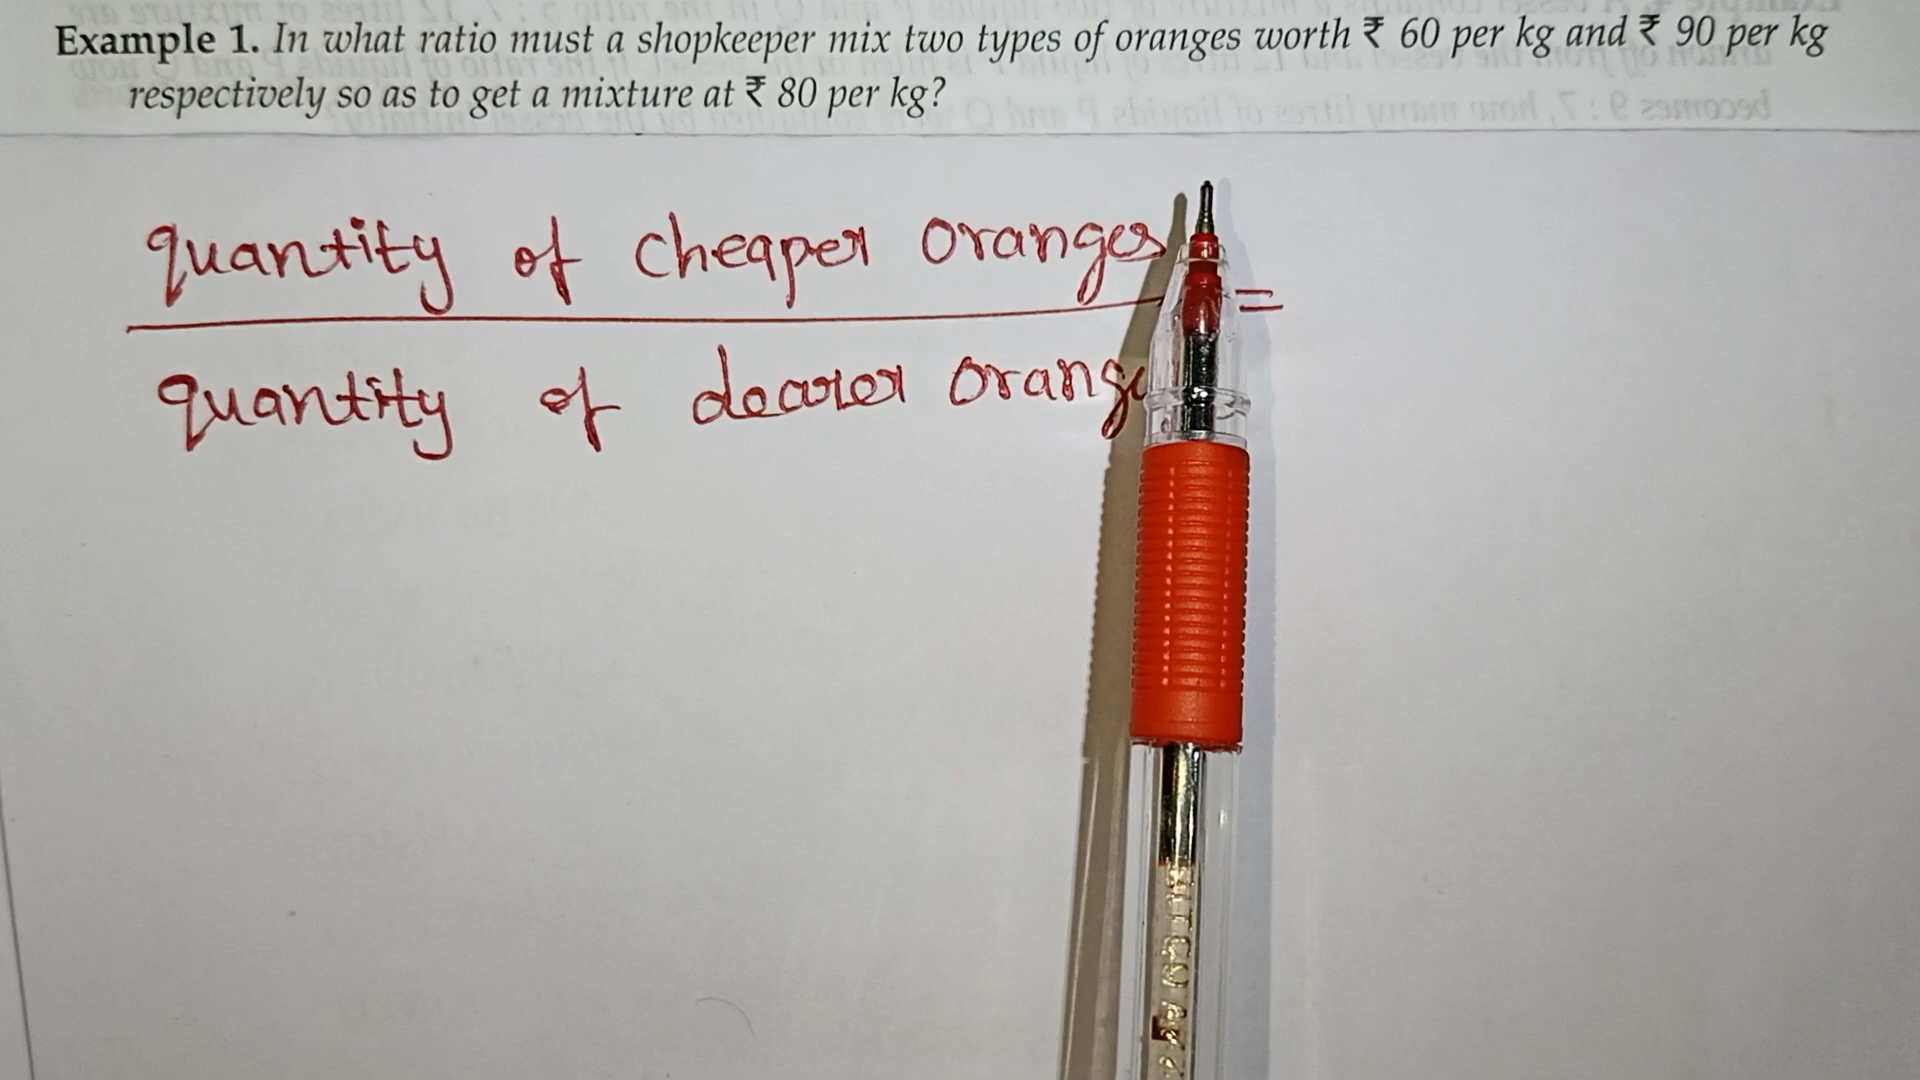 Example 1. In what ratio must a shopkeeper mix two types of oranges worth ₹ 60 per kg and ₹ 90 per kg
respectively so as to get a mixture at ₹ 80 per kg?
quantity of cheaper oranges =
quantity of dearer